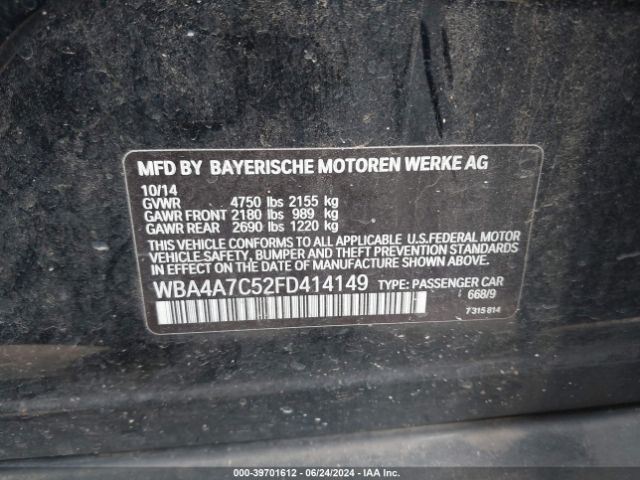 MFD BY BAYERISCHE MOTOREN WERKE AG
10/14
GVWR 4750 lbs 2155 kg
GAWR FRONT 2180 lbs 989 kg
GAWR REAR 2690 lbs 1220 kg
THIS VEHICLE CONFORMS TO ALL APPLICABLE U.S.FEDERAL MOTOR
VEHICLE SAFETY, BUMPER AND THEFT PREVENTION STANDARDS
IN EFFECT ON THE DATE OF MANUFACTURE SHOWN ABOVE.
WBA4A7C52FD414149 TYPE: PASSENGER CAR
668/9
7 315 814
000-39701612 - 06/24/2024 - IAA Inc.